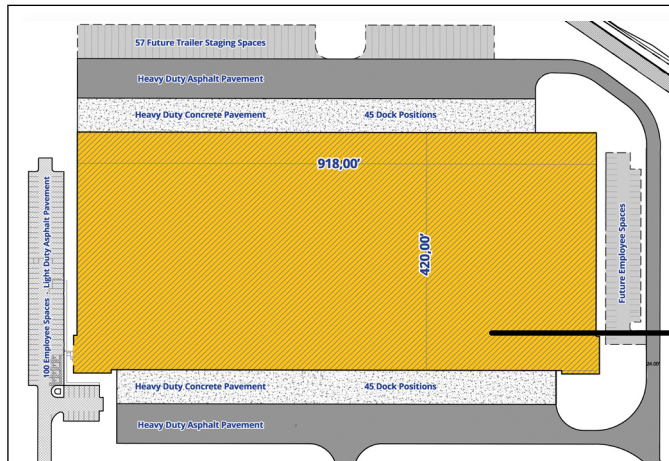 57 Future Trailer Staging Spaces
Heavy Duty Asphalt Pavement
Heavy Duty Concrete Pavement
45 Dock Positions
918,00'
420,00'
100 Employee Spaces - Light Duty Asphalt Pavement
Future Employee Spaces
24.00'
Heavy Duty Concrete Pavement
45 Dock Positions
Heavy Duty Asphalt Pavement